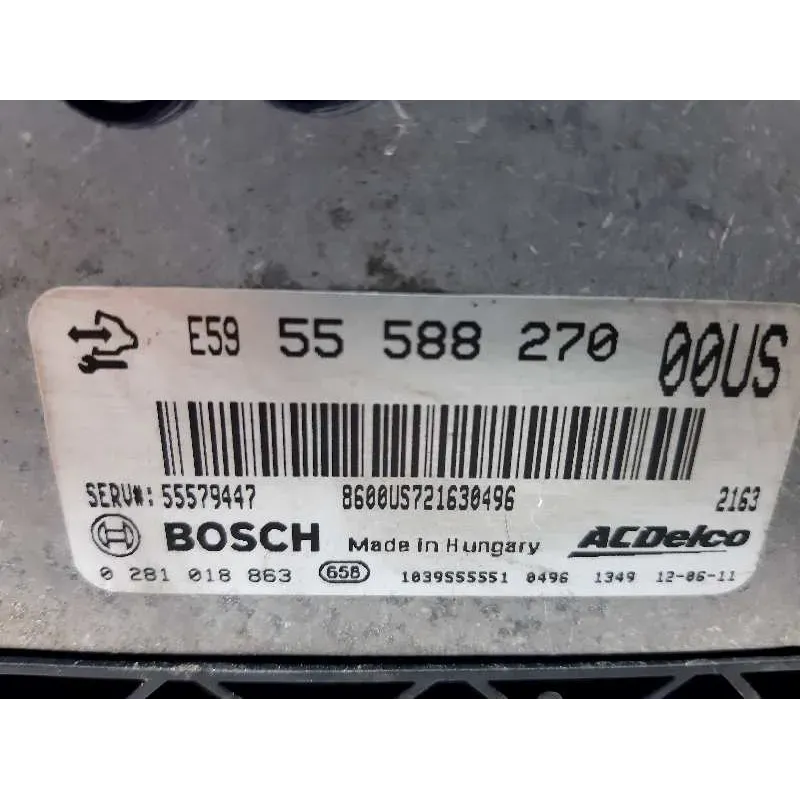 E59 55 588 270 00US
SERV#: 55579447 8600US721630496 2163
BOSCH Made in Hungary ACDelco
0 281 018 863 658 1039S55551 0496 1349 12-06-11